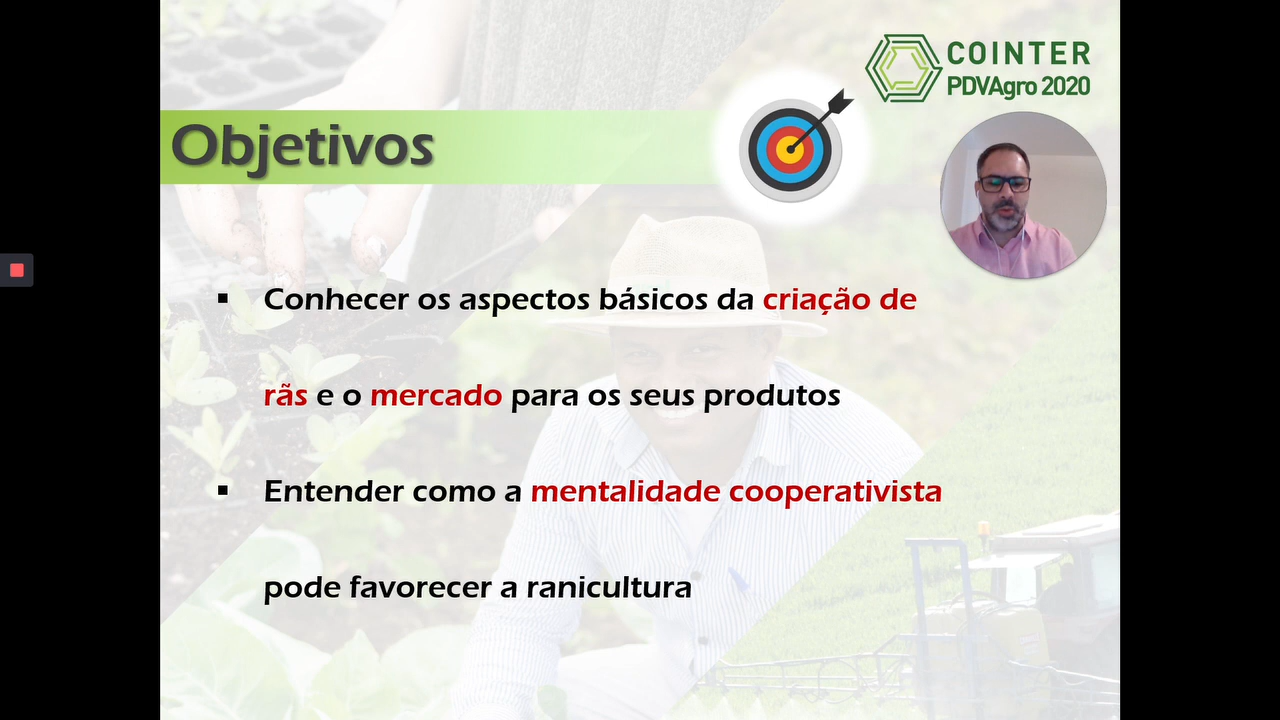 COINTER
PDVAgro 2020
Objetivos
▪ Conhecer os aspectos básicos da criação de
rãs e o mercado para os seus produtos
▪ Entender como a mentalidade cooperativista
pode favorecer a ranicultura